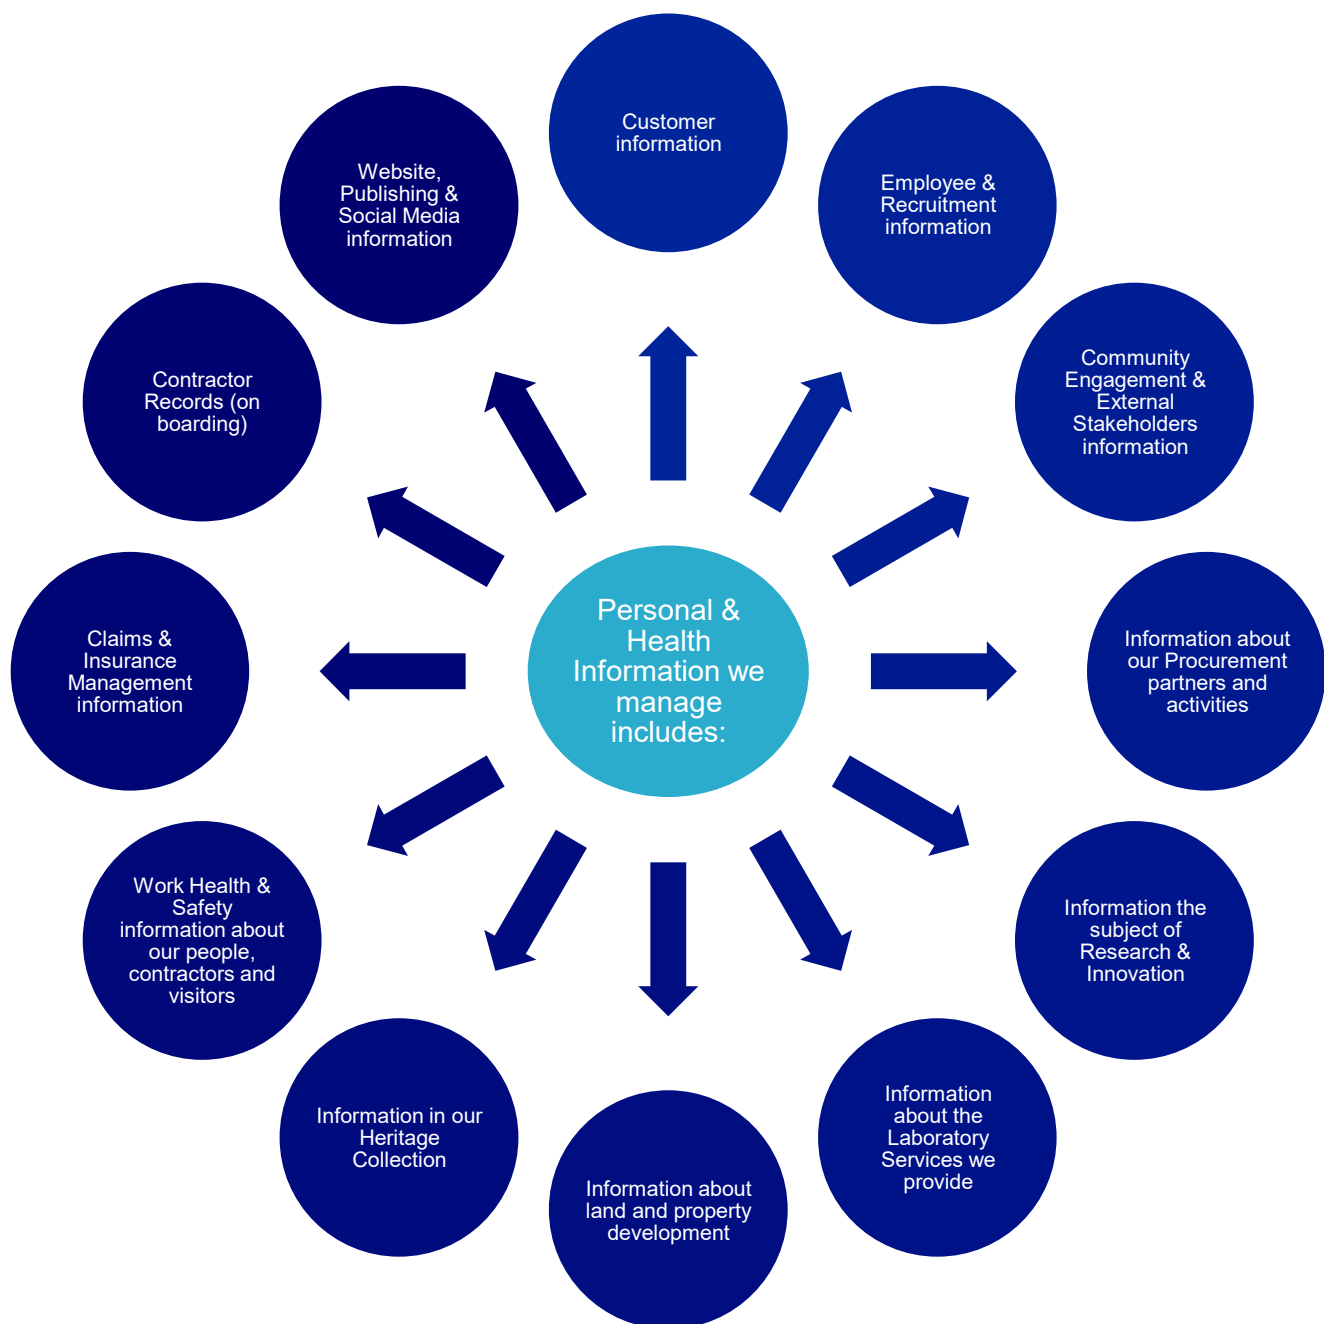 Personal &
Health
Information we
manage
includes:
Customer
information
Employee &
Recruitment
information
Community
Engagement &
External
Stakeholders
information
Information about
our Procurement
partners and
activities
Information the
subject of
Research &
Innovation
Information
about the
Laboratory
Services we
provide
Information about
land and property
development
Information in our
Heritage
Collection
Work Health &
Safety
information about
our people,
contractors and
visitors
Claims &
Insurance
Management
information
Contractor
Records (on
boarding)
Website,
Publishing &
Social Media
information